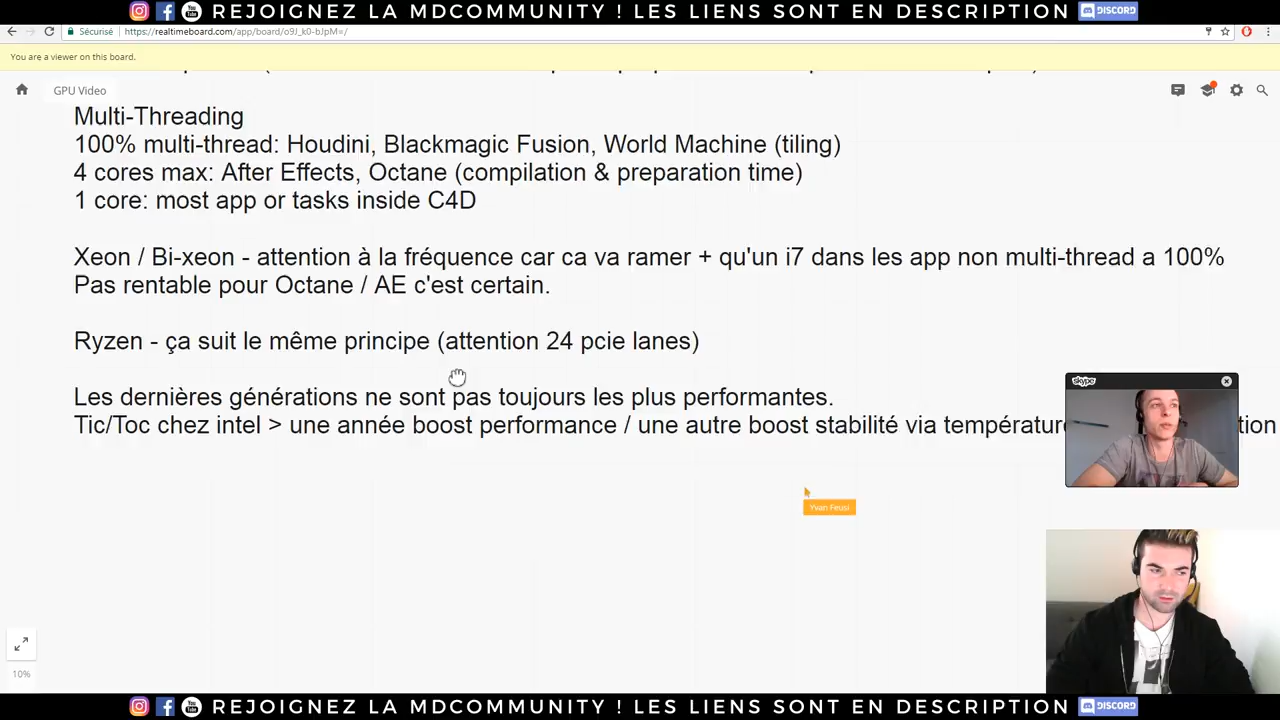 REJOIGNEZ LA MDCOMMUNITY ! LES LIENS SONT EN DESCRIPTION DISCORD
Sécurisé https://realtimeboard.com/app/board/o9J_k0-bJpM=/
You are a viewer on this board.
GPU Video
Multi-Threading
100% multi-thread: Houdini, Blackmagic Fusion, World Machine (tiling)
4 cores max: After Effects, Octane (compilation & preparation time)
1 core: most app or tasks inside C4D
Xeon / Bi-xeon - attention à la fréquence car ca va ramer + qu'un i7 dans les app non multi-thread a 100%
Pas rentable pour Octane / AE c'est certain.
Ryzen - ça suit le même principe (attention 24 pcie lanes)
Les dernières générations ne sont pas toujours les plus performantes.
Tic/Toc chez intel > une année boost performance / une autre boost stabilité via température
skype
Yvan Feusi
10%
REJOIGNEZ LA MDCOMMUNITY ! LES LIENS SONT EN DESCRIPTION DISCORD